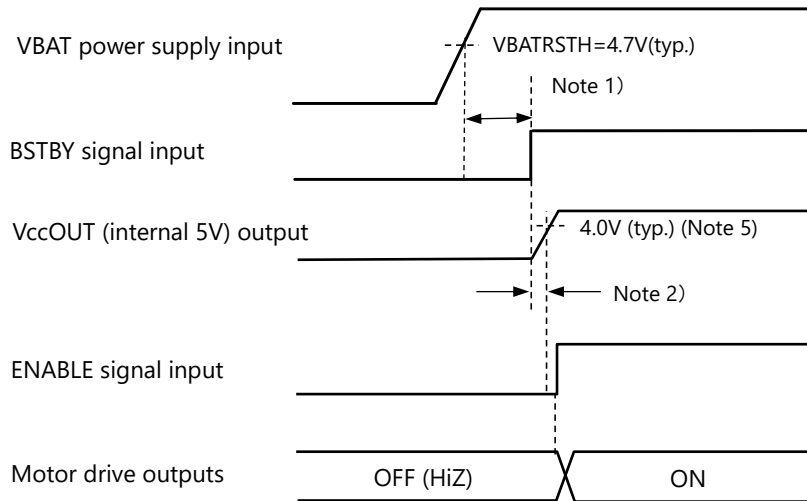 VBAT power supply input
VBATRSTH=4.7V(typ.)
Note 1）
BSTBY signal input
VccOUT (internal 5V) output
4.0V (typ.) (Note 5)
Note 2）
ENABLE signal input
Motor drive outputs
OFF (HiZ)
ON